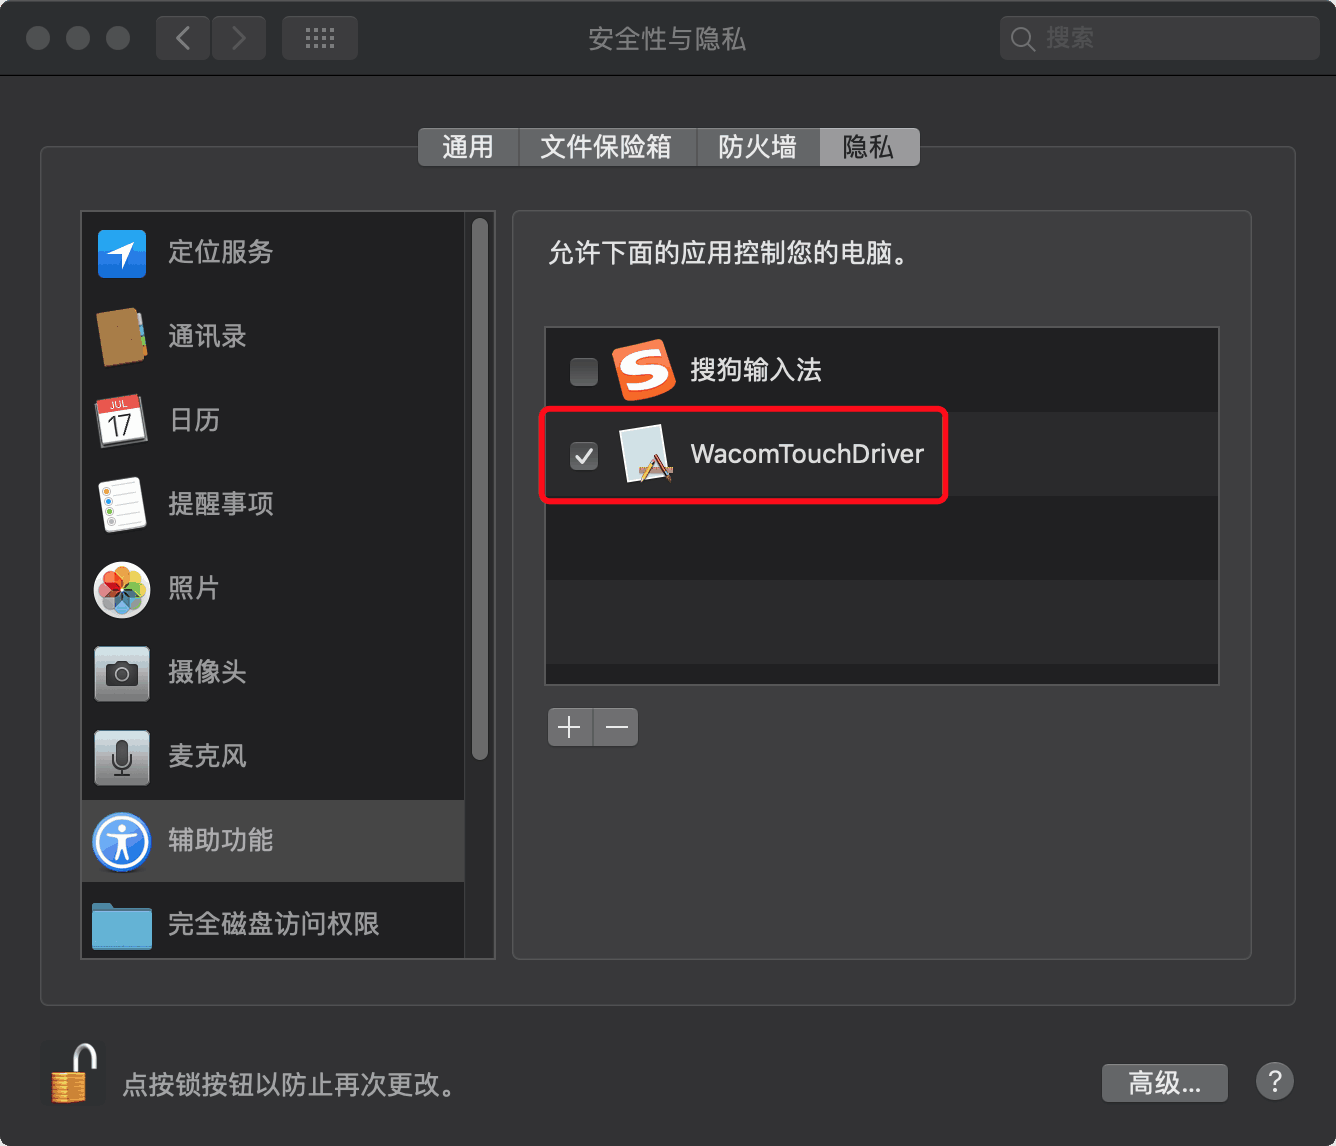 安全性与隐私
搜索
通用 文件保险箱 防火墙 隐私
定位服务
通讯录
JUL
17
日历
提醒事项
照片
摄像头
麦克风
辅助功能
完全磁盘访问权限
允许下面的应用控制您的电脑。
S 搜狗输入法
WacomTouchDriver
点按锁按钮以防止再次更改。
高级... ?